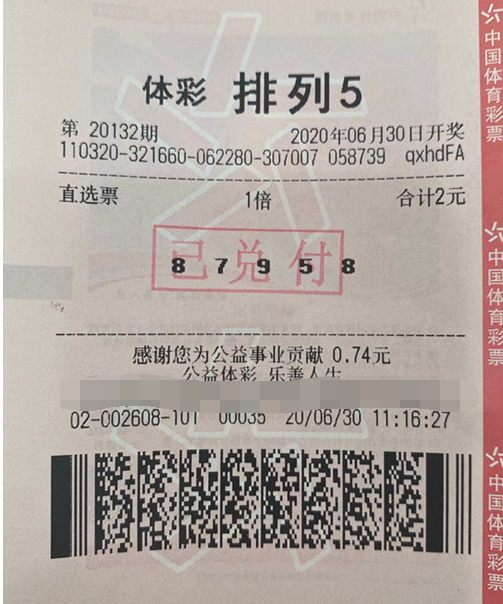 体彩 排列5
第 20132期 2020年06月30日开奖
110320-321660-062280-307007 058739 qxhdFA
直选票 1倍 合计2元
已兑付
8 7 9 5 8
感谢您为公益事业贡献 0.74元
公益体彩 乐善人生
02-002608-101 00035 20/06/30 11:16:27
中国体育彩票
中国体育彩票
中国体育彩票